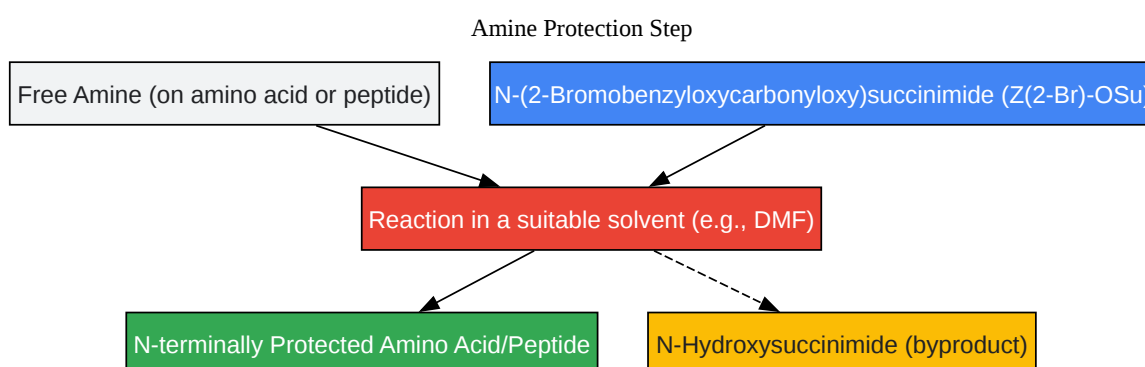 Amine Protection Step
Free Amine (on amino acid or peptide)
N-(2-Bromobenzyloxycarbonyloxy)succinimide (Z(2-Br)-OSu)
Reaction in a suitable solvent (e.g., DMF)
N-terminally Protected Amino Acid/Peptide
N-Hydroxysuccinimide (byproduct)